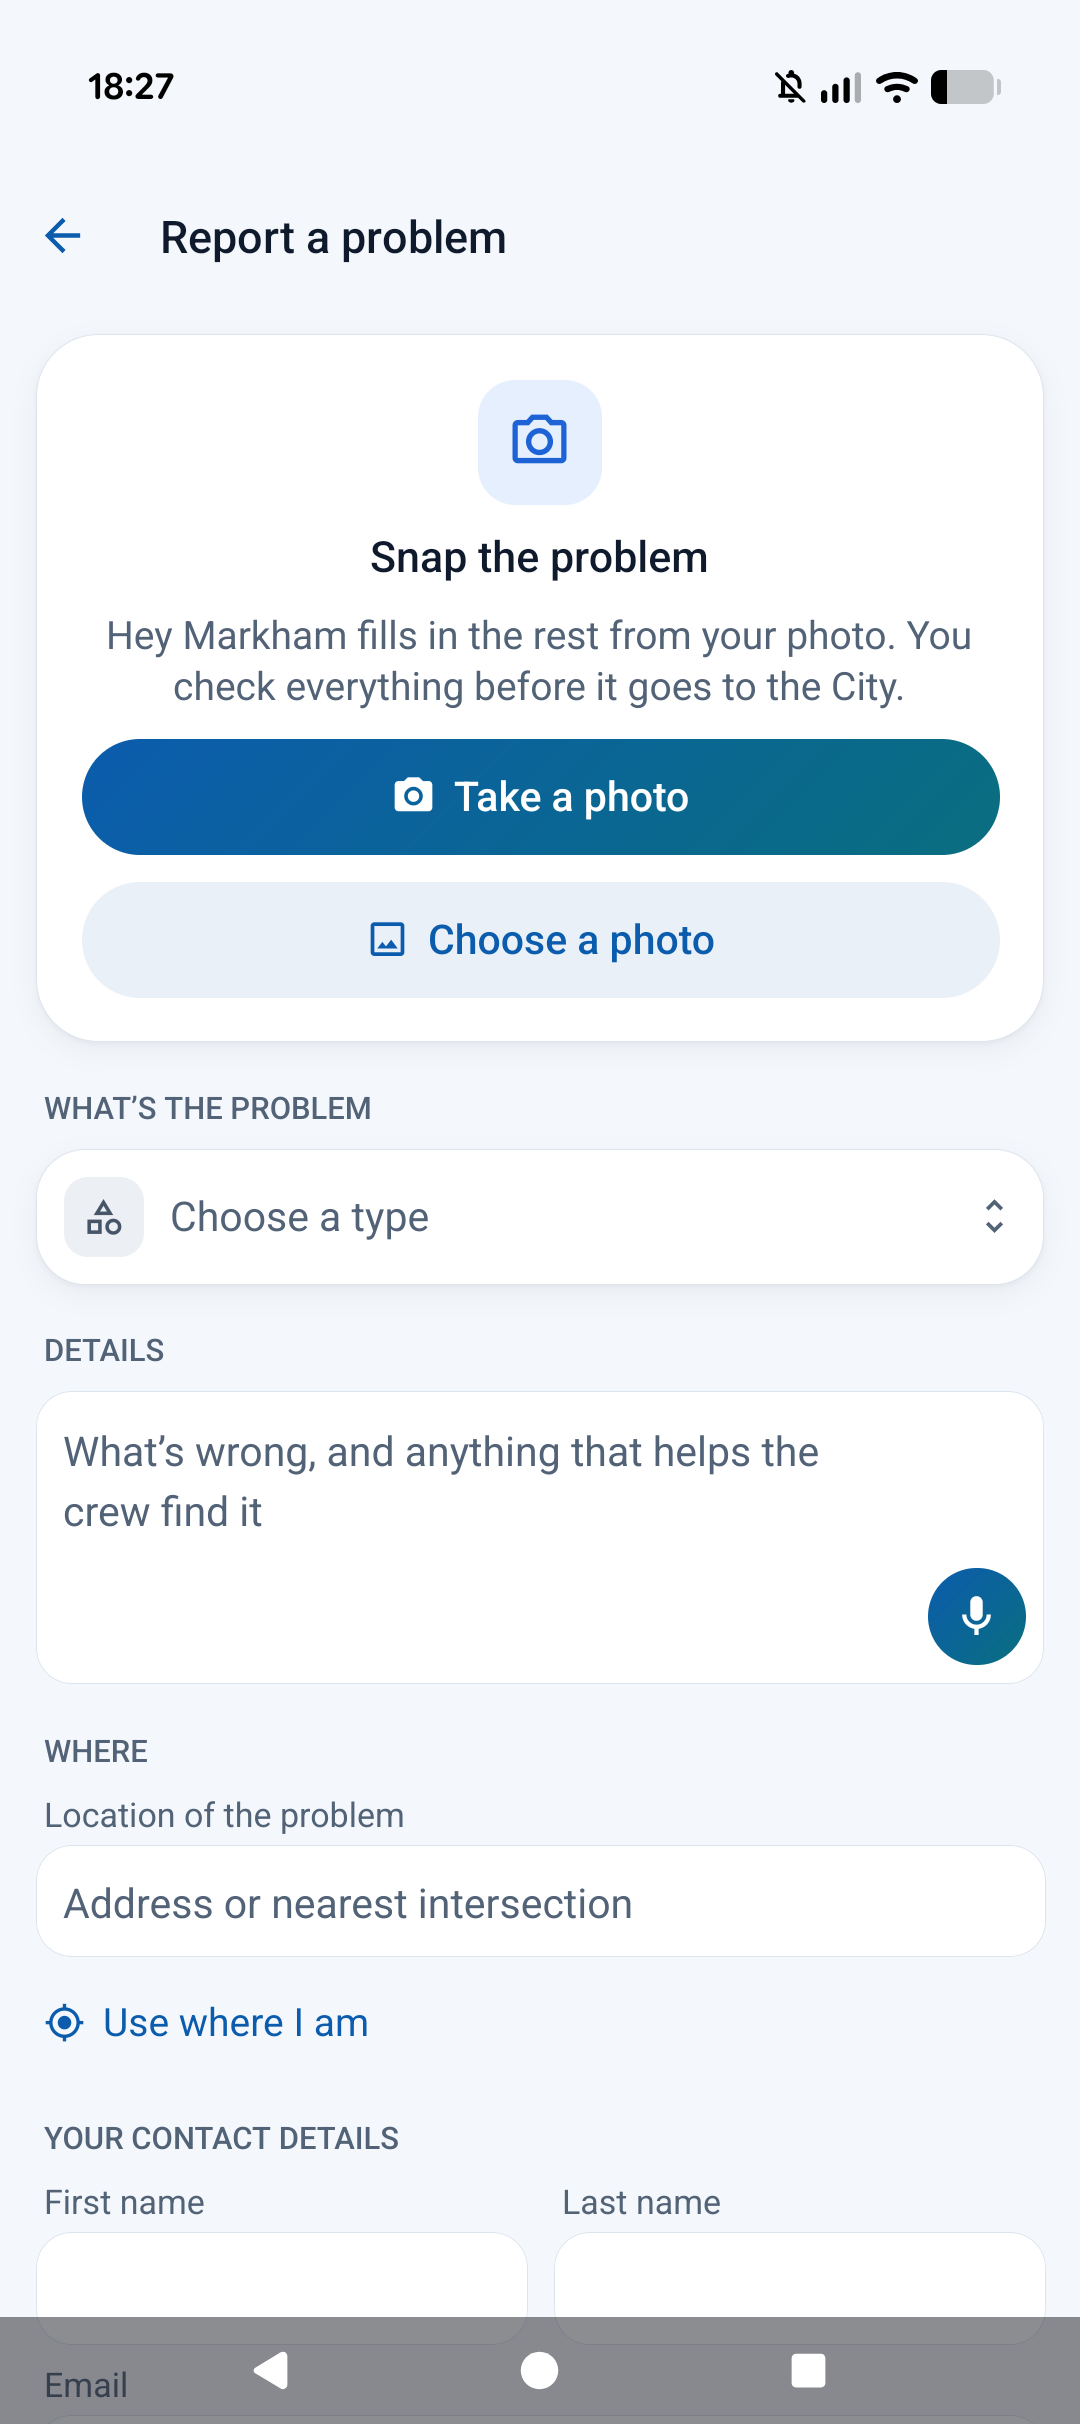 18:27
Report a problem
Snap the problem
Hey Markham fills in the rest from your photo. You
check everything before it goes to the City.
Take a photo
Choose a photo
WHAT’S THE PROBLEM
Choose a type
DETAILS
What’s wrong, and anything that helps the
crew find it
WHERE
Location of the problem
Address or nearest intersection
Use where I am
YOUR CONTACT DETAILS
First name
Last name
Email